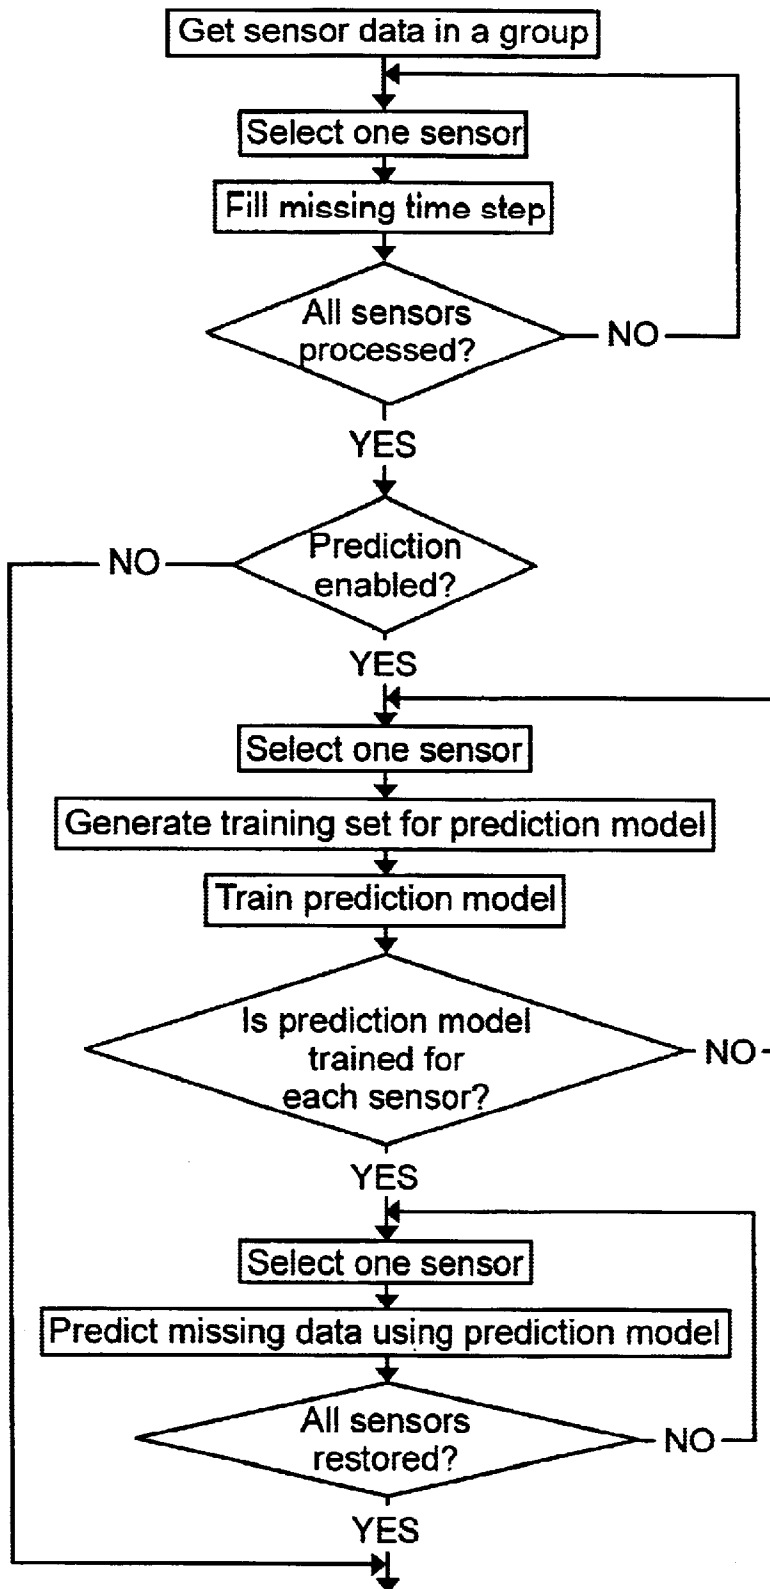 Get sensor data in a group
Select one sensor
Fill missing time step
All sensors
processed?
NO
YES
Prediction
enabled?
NO
YES
Select one sensor
Generate training set for prediction model
Train prediction model
Is prediction model
trained for
each sensor?
NO
YES
Select one sensor
Predict missing data using prediction model
All sensors
restored?
NO
YES